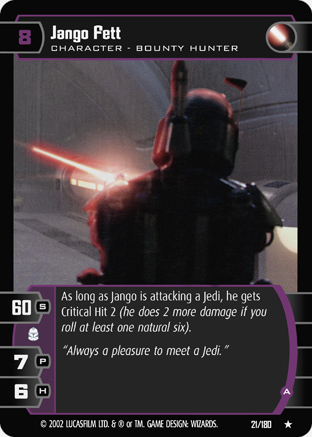 8
Jango Fett
CHARACTER - BOUNTY HUNTER
60 S
As long as Jango is attacking a Jedi, he gets
Critical Hit 2 (he does 2 more damage if you
roll at least one natural six).
7 P
“Always a pleasure to meet a Jedi.”
6 H
A
© 2002 LUCASFILM LTD. & ® or TM. GAME DESIGN: WIZARDS.
21/180